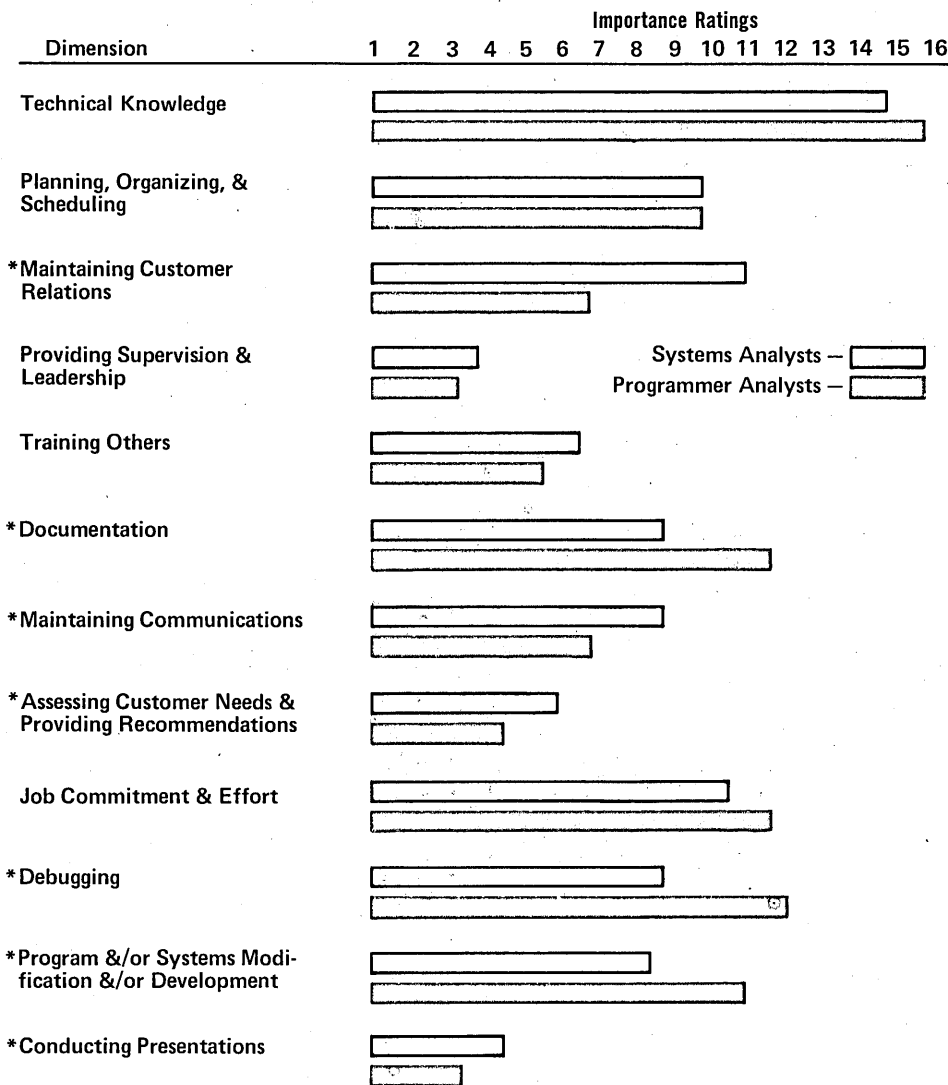 Importance Ratings
Dimension 1 2 3 4 5 6 7 8 9 10 11 12 13 14 15 16
Technical Knowledge
Planning, Organizing, &
Scheduling
*Maintaining Customer
Relations
Providing Supervision &
Leadership
Systems Analysts –
Programmer Analysts –
Training Others
*Documentation
*Maintaining Communications
*Assessing Customer Needs &
Providing Recommendations
Job Commitment & Effort
*Debugging
*Program &/or Systems Modi-
fication &/or Development
*Conducting Presentations